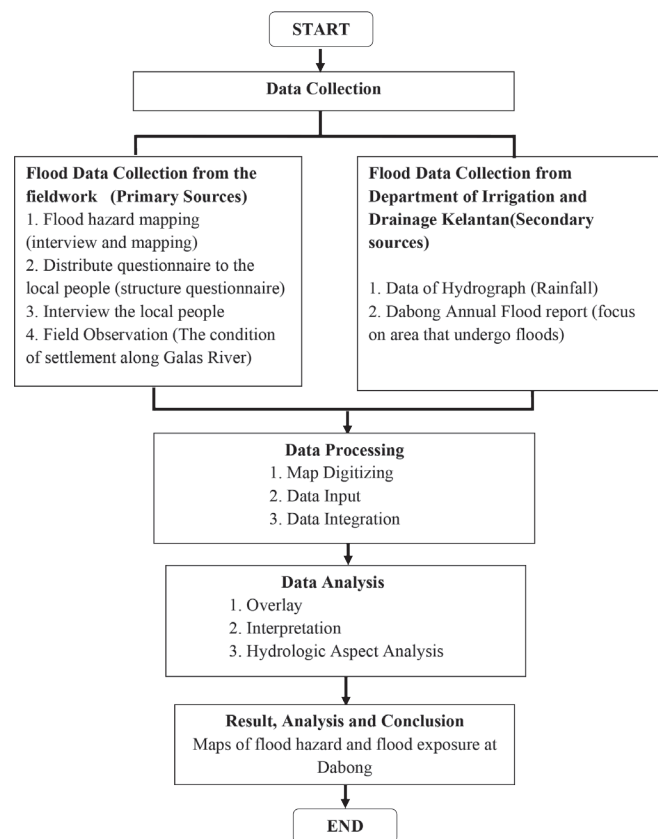 START
Data Collection
Flood Data Collection from the
fieldwork (Primary Sources)
1. Flood hazard mapping
(interview and mapping)
2. Distribute questionnaire to the
local people (structure questionnaire)
3. Interview the local people
4. Field Observation (The condition
of settlement along Galas River)
Flood Data Collection from
Department of Irrigation and
Drainage Kelantan(Secondary
sources)
1. Data of Hydrograph (Rainfall)
2. Dabong Annual Flood report (focus
on area that undergo floods)
Data Processing
1. Map Digitizing
2. Data Input
3. Data Integration
Data Analysis
1. Overlay
2. Interpretation
3. Hydrologic Aspect Analysis
Result, Analysis and Conclusion
Maps of flood hazard and flood exposure at
Dabong
END